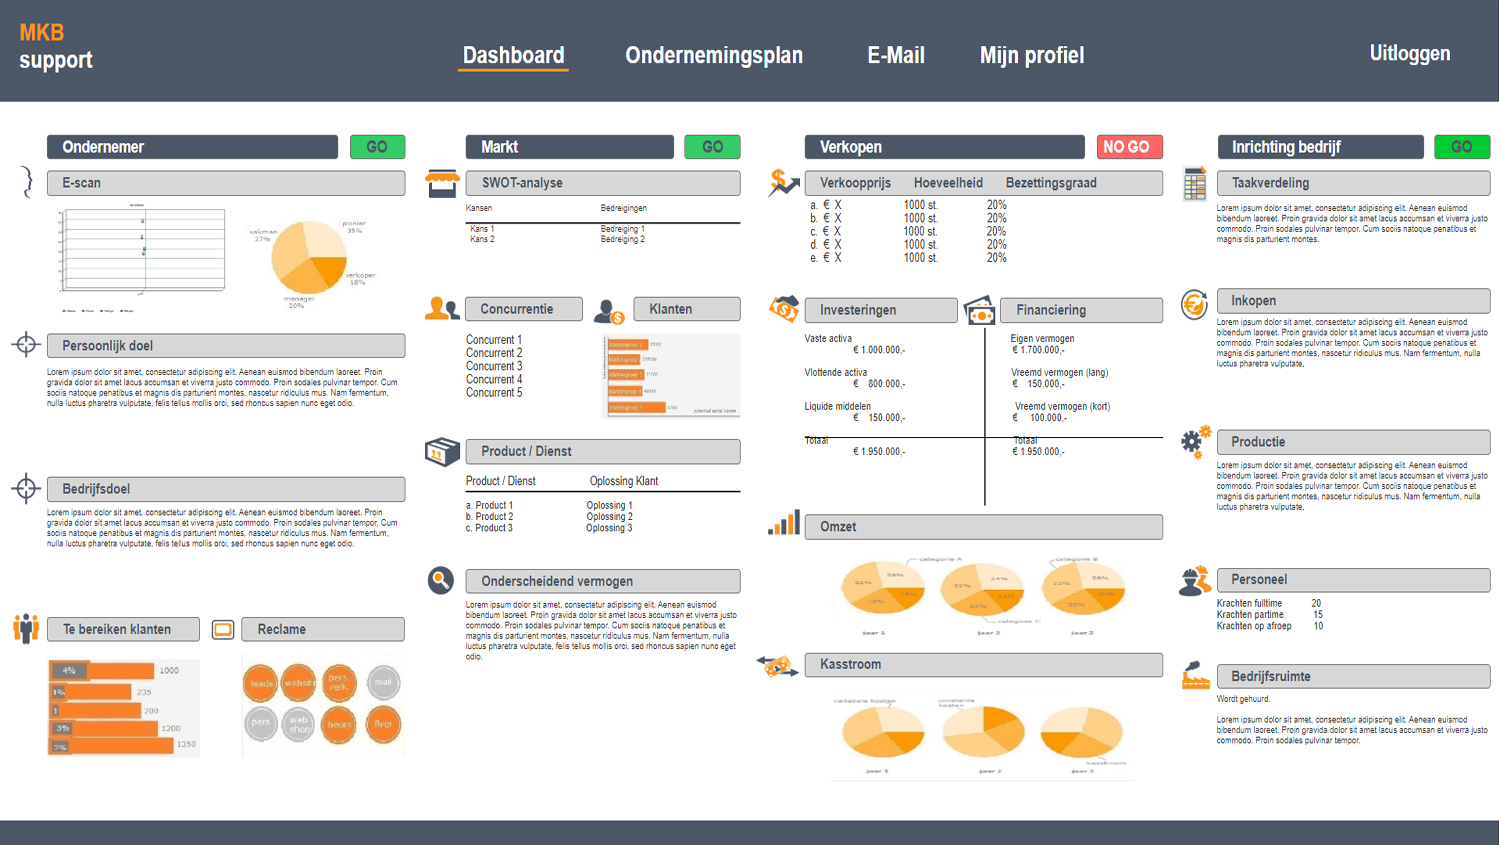 MKB
support
Dashboard
Ondernemingsplan
E-Mail
Mijn profiel
Uitloggen
Ondernemer
GO
E-scan
vakman
27%
pionier
35%
verkoper
18%
manager
20%
Persoonlijk doel
Lorem ipsum dolor sit amet, consectetur adipiscing elit. Aenean euismod bibendum laoreet. Proin
gravida dolor sit amet lacus accumsan et viverra justo commodo. Proin sodales pulvinar tempor. Cum
sociis natoque penatibus et magnis dis parturient montes, nascetur ridiculus mus. Nam fermentum,
nulla luctus pharetra vulputate, felis tellus mollis orci, sed rhoncus sapien nunc eget odio.
Bedrijfsdoel
Lorem ipsum dolor sit amet, consectetur adipiscing elit. Aenean euismod bibendum laoreet. Proin
gravida dolor sit amet lacus accumsan et viverra justo commodo. Proin sodales pulvinar tempor. Cum
sociis natoque penatibus et magnis dis parturient montes, nascetur ridiculus mus. Nam fermentum,
nulla luctus pharetra vulputate, felis tellus mollis orci, sed rhoncus sapien nunc eget odio.
Te bereiken klanten
4% 1000
1% 235
1 200
3% 1200
2% 1350
Reclame
leads
website
pers. verk.
mail
pers
web shop
beurs
flyer
Markt
GO
SWOT-analyse
Kansen Bedreigingen
Kans 1 Bedreiging 1
Kans 2 Bedreiging 2
Concurrentie
Concurrent 1
Concurrent 2
Concurrent 3
Concurrent 4
Concurrent 5
Klanten
Product / Dienst
Product / Dienst Oplossing Klant
a. Product 1 Oplossing 1
b. Product 2 Oplossing 2
c. Product 3 Oplossing 3
Onderscheidend vermogen
Lorem ipsum dolor sit amet, consectetur adipiscing elit. Aenean euismod
bibendum laoreet. Proin gravida dolor sit amet lacus accumsan et viverra justo
commodo. Proin sodales pulvinar tempor. Cum sociis natoque penatibus et
magnis dis parturient montes, nascetur ridiculus mus. Nam fermentum, nulla
luctus pharetra vulputate, felis tellus mollis orci, sed rhoncus sapien nunc eget
odio.
Verkopen
NO GO
Verkoopprijs Hoeveelheid Bezettingsgraad
a. € X 1000 st. 20%
b. € X 1000 st. 20%
c. € X 1000 st. 20%
d. € X 1000 st. 20%
e. € X 1000 st. 20%
Investeringen
Vaste activa
€ 1.000.000,-
Vlottende activa
€ 800.000,-
Liquide middelen
€ 150.000,-
Totaal
€ 1.950.000,-
Financiering
Eigen vermogen
€ 1.700.000,-
Vreemd vermogen (lang)
€ 150.000,-
Vreemd vermogen (kort)
€ 100.000,-
Totaal
€ 1.950.000,-
Omzet
categorie A
categorie B
categorie C
jaar 1
jaar 2
jaar 3
Kasstroom
variabele kosten
constante
kosten
kasstroom
jaar 1
jaar 2
jaar 3
Inrichting bedrijf
GO
Taakverdeling
Lorem ipsum dolor sit amet, consectetur adipiscing elit. Aenean euismod
bibendum laoreet. Proin gravida dolor sit amet lacus accumsan et viverra justo
commodo. Proin sodales pulvinar tempor. Cum sociis natoque penatibus et
magnis dis parturient montes.
Inkopen
Lorem ipsum dolor sit amet, consectetur adipiscing elit. Aenean euismod
bibendum laoreet. Proin gravida dolor sit amet lacus accumsan et viverra justo
commodo. Proin sodales pulvinar tempor. Cum sociis natoque penatibus et
magnis dis parturient montes, nascetur ridiculus mus. Nam fermentum, nulla
luctus pharetra vulputate,
Productie
Lorem ipsum dolor sit amet, consectetur adipiscing elit. Aenean euismod
bibendum laoreet. Proin gravida dolor sit amet lacus accumsan et viverra justo
commodo. Proin sodales pulvinar tempor. Cum sociis natoque penatibus et
magnis dis parturient montes, nascetur ridiculus mus. Nam fermentum, nulla
luctus pharetra vulputate,
Personeel
Krachten fulltime 20
Krachten partime 15
Krachten op afroep 10
Bedrijfsruimte
Wordt gehuurd.
Lorem ipsum dolor sit amet, consectetur adipiscing elit. Aenean euismod
bibendum laoreet. Proin gravida dolor sit amet lacus accumsan et viverra justo
commodo. Proin sodales pulvinar tempor.